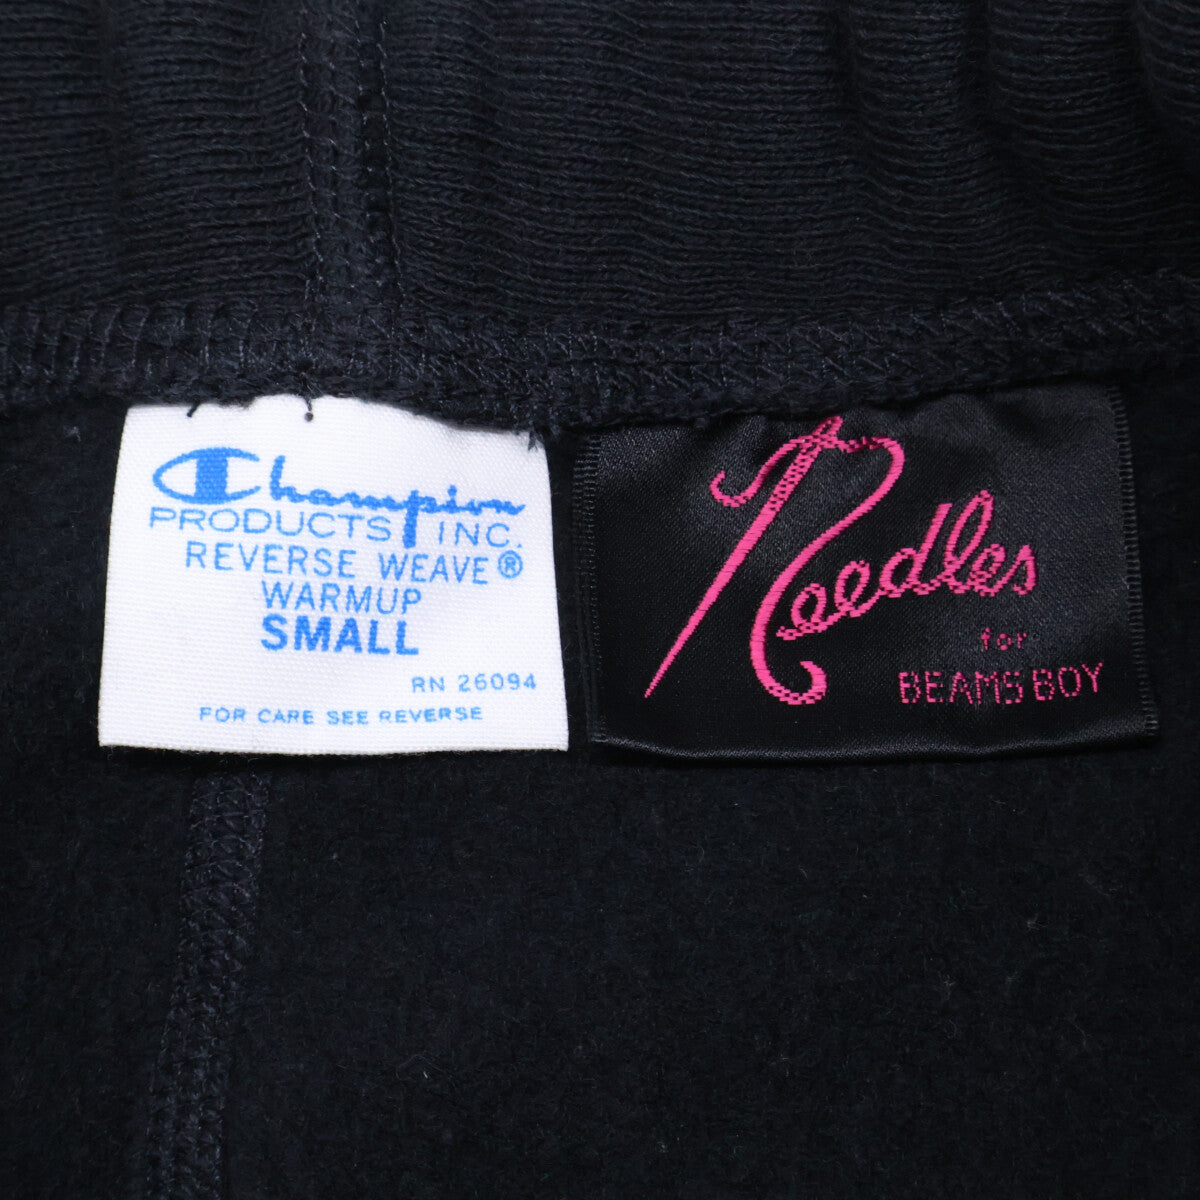 Champion
PRODUCTS INC.
REVERSE WEAVE®
WARMUP
SMALL
RN 26094
FOR CARE SEE REVERSE
Needles
for
BEAMS BOY